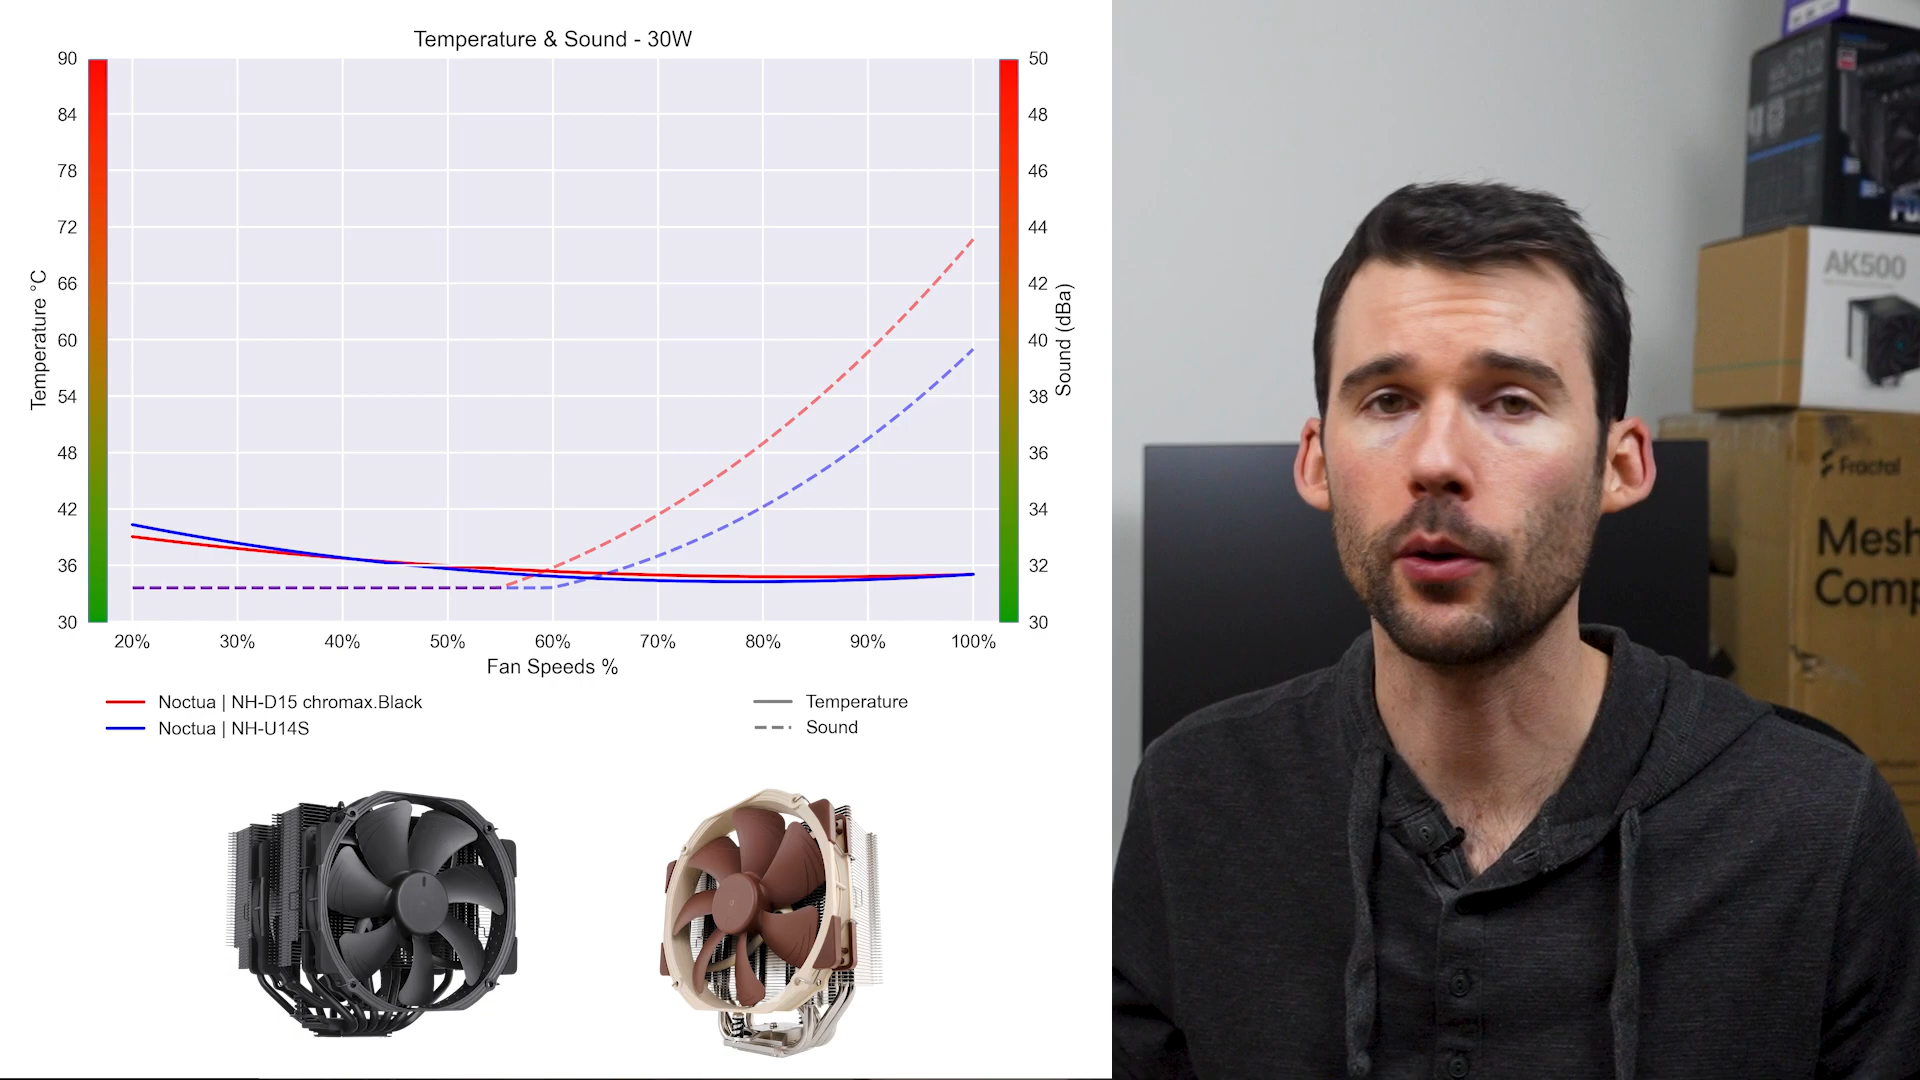 Temperature & Sound - 30W
90
84
78
72
66
60
54
48
42
36
30
Temperature °C
50
48
46
44
42
40
38
36
34
32
30
Sound (dBa)
20% 30% 40% 50% 60% 70% 80% 90% 100%
Fan Speeds %
Noctua | NH-D15 chromax.Black
Noctua | NH-U14S
Temperature
Sound
AK500
Fractal
Mesh
Comp